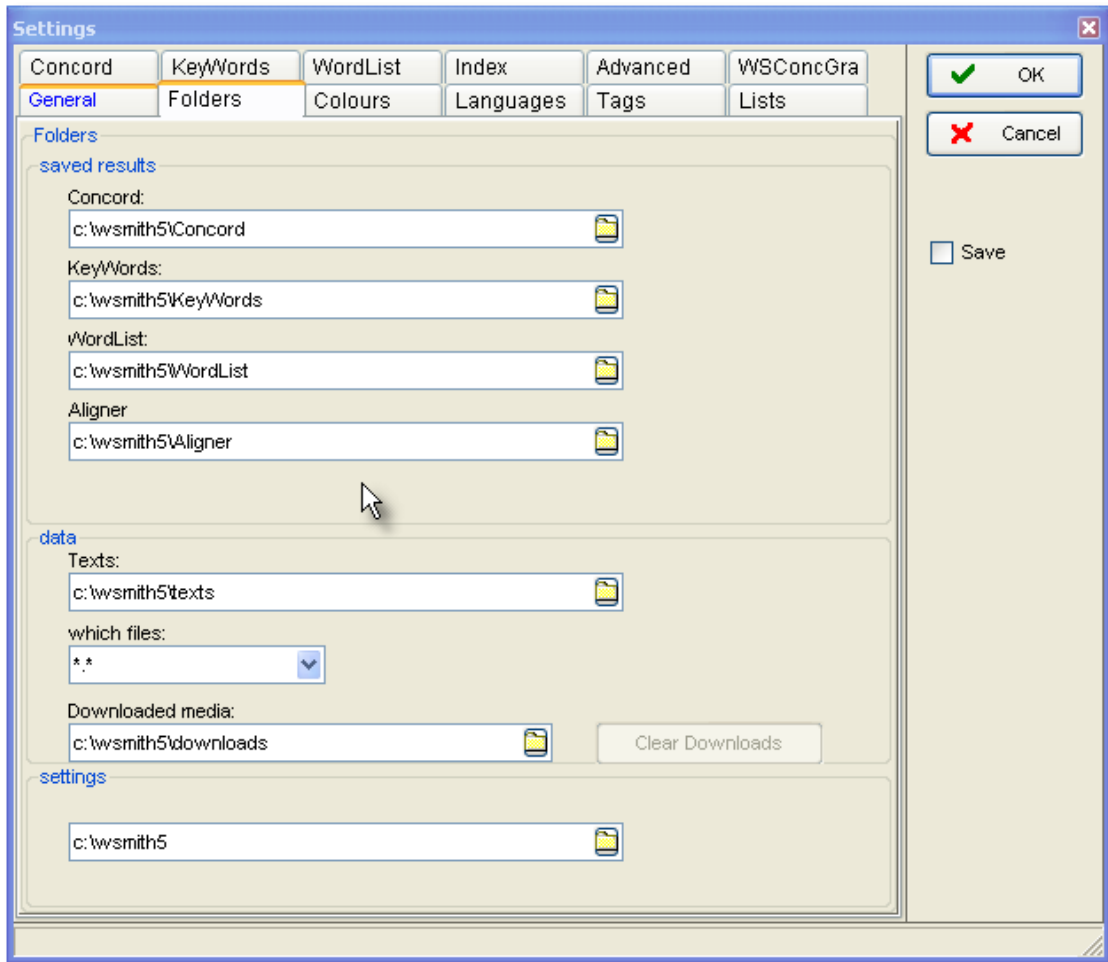 Settings
Concord KeyWords WordList Index Advanced WSConcGra
General Folders Colours Languages Tags Lists
OK
Cancel
Save
Folders
saved results
Concord:
c:\wsmith5\Concord
KeyWords:
c:\wsmith5\KeyWords
WordList:
c:\wsmith5\WordList
Aligner
c:\wsmith5\Aligner
data
Texts:
c:\wsmith5\texts
which files:
*.*
Downloaded media:
c:\wsmith5\downloads
Clear Downloads
settings
c:\wsmith5